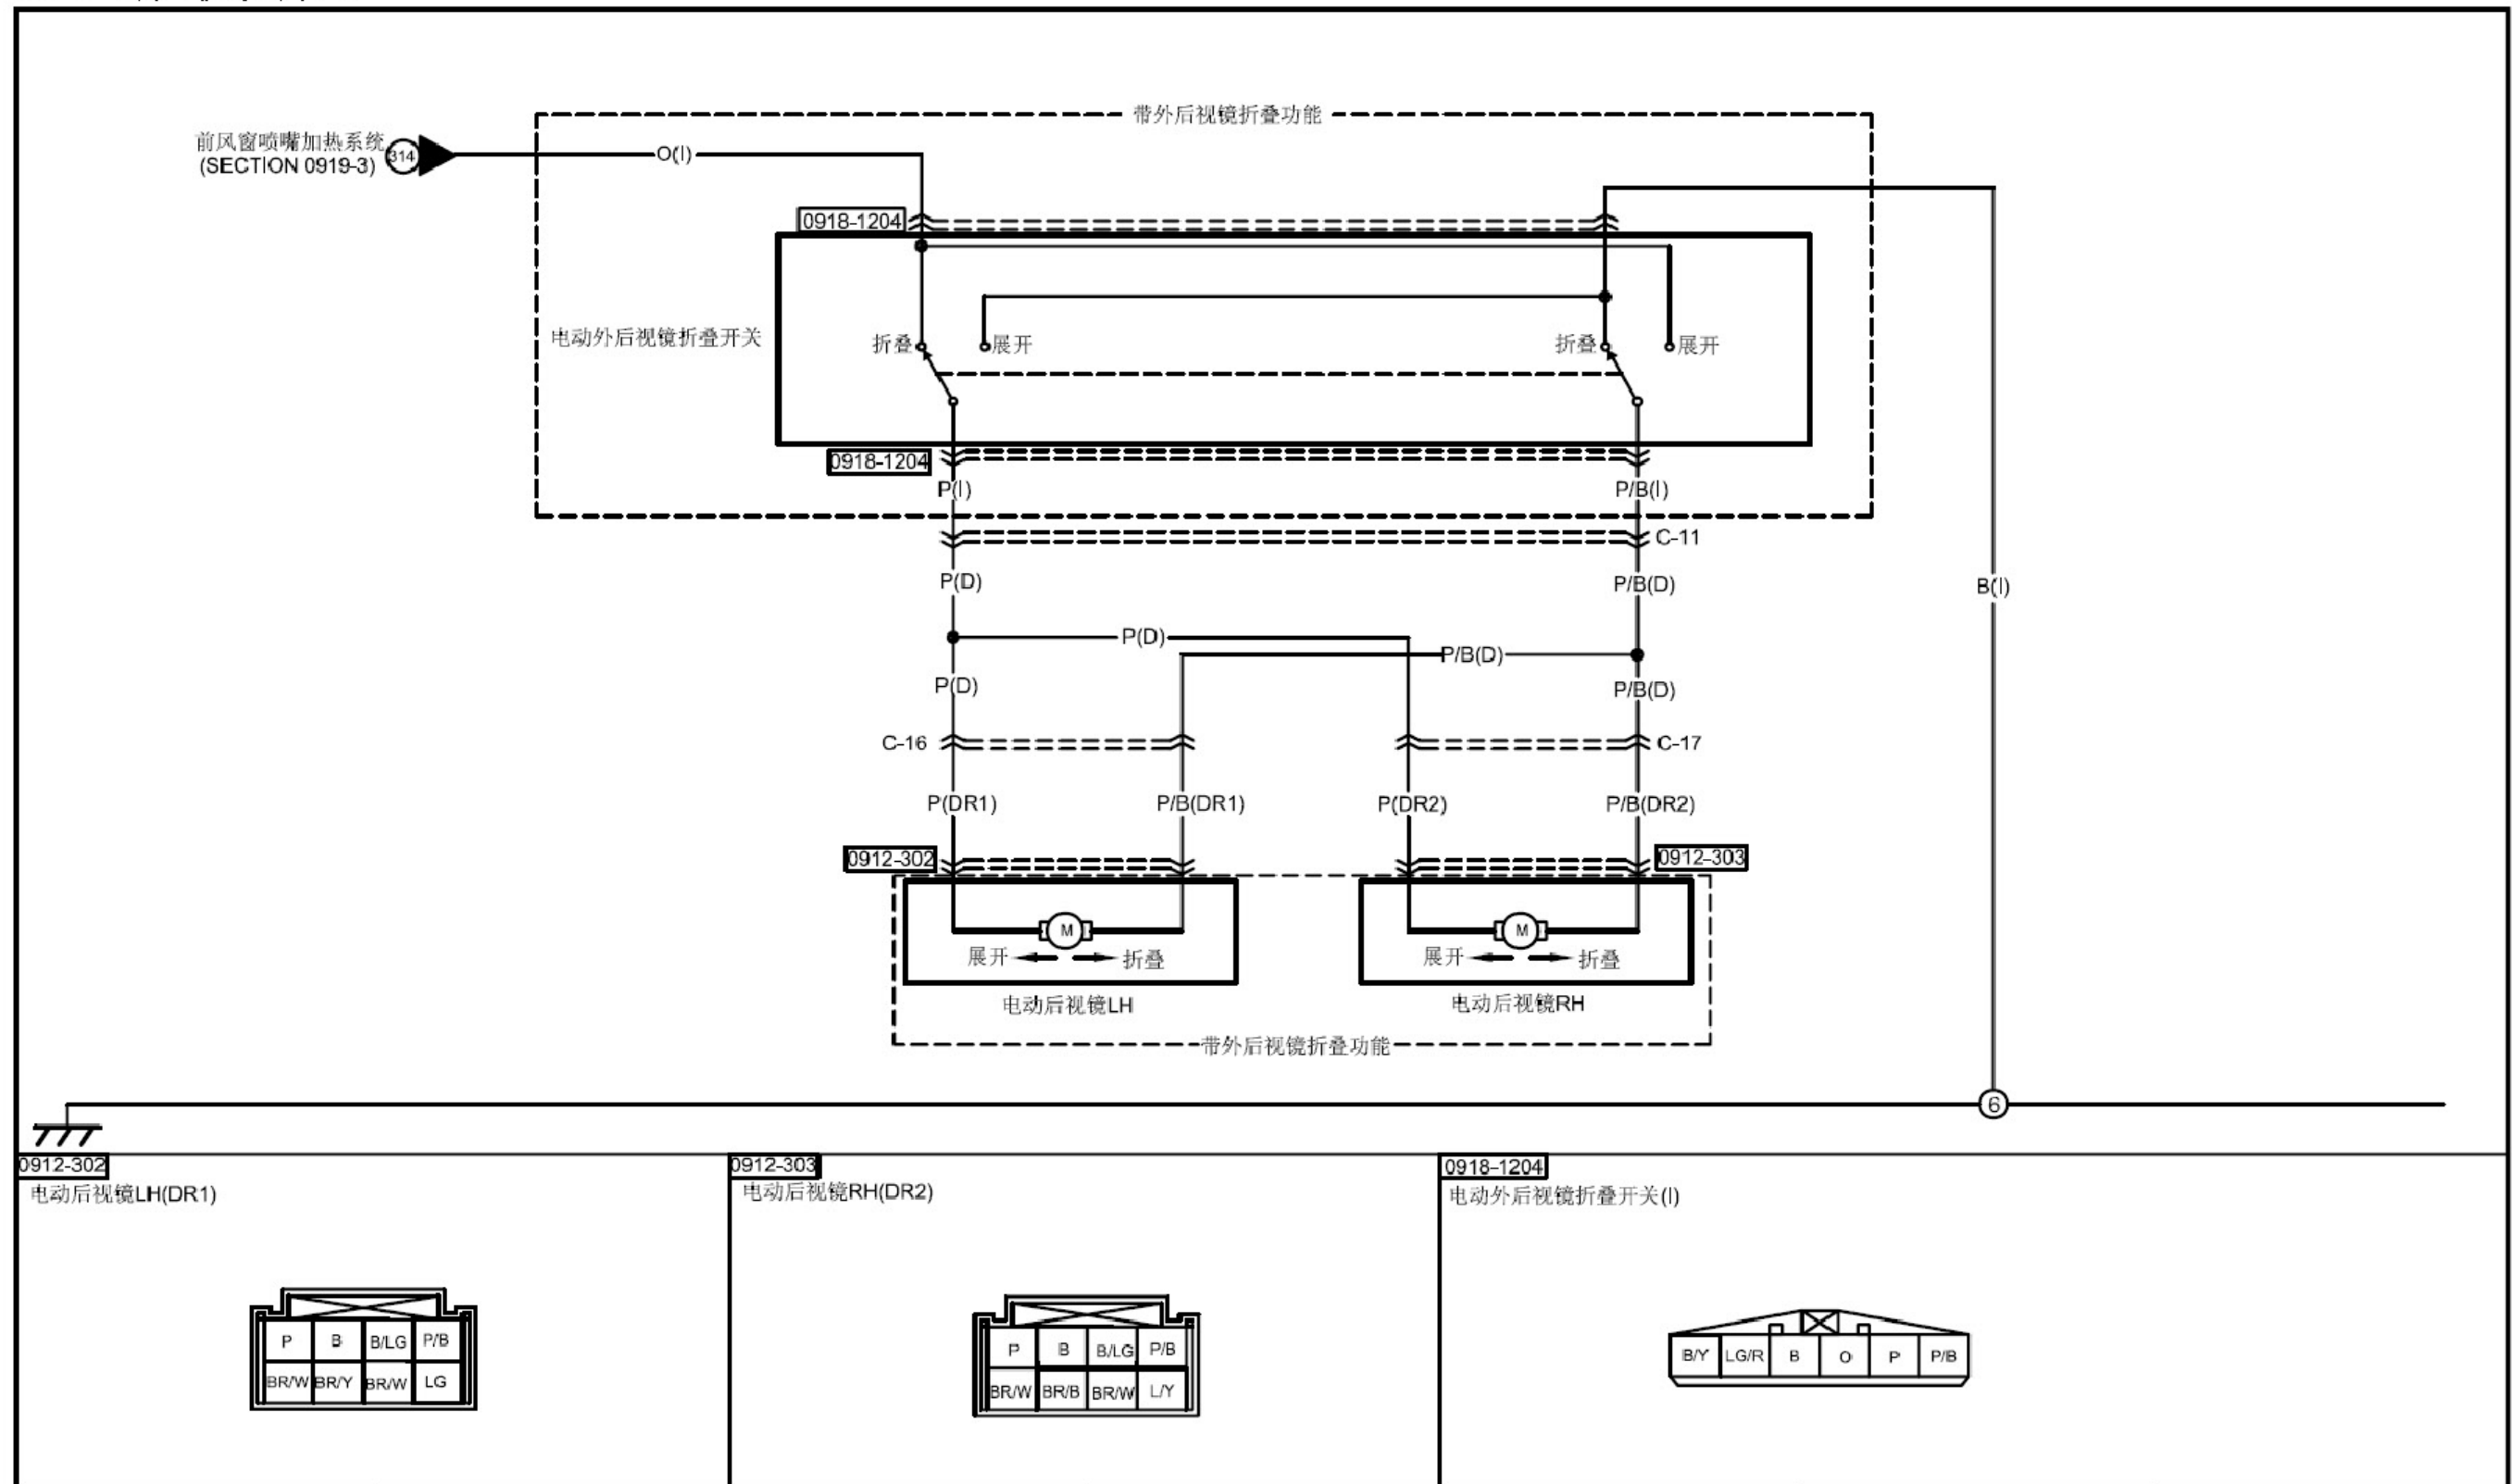 带外后视镜折叠功能
前风窗喷嘴加热系统
(SECTION 0919-3)
314
O(I)
0918-1204
电动外后视镜折叠开关
折叠
展开
折叠
展开
0918-1204
P(I)
P/B(I)
C-11
P(D)
P/B(D)
B(I)
P(D)
P/B(D)
P(D)
P/B(D)
C-16
C-17
P(DR1)
P/B(DR1)
P(DR2)
P/B(DR2)
0912-302
0912-303
M
M
展开
折叠
展开
折叠
电动后视镜LH
电动后视镜RH
带外后视镜折叠功能
6
0912-302
电动后视镜LH(DR1)
P B B/LG P/B
BR/W BR/Y BR/W LG
0912-303
电动后视镜RH(DR2)
P B B/LG P/B
BR/W BR/B BR/W L/Y
0918-1204
电动外后视镜折叠开关(I)
B/Y LG/R B O P P/B